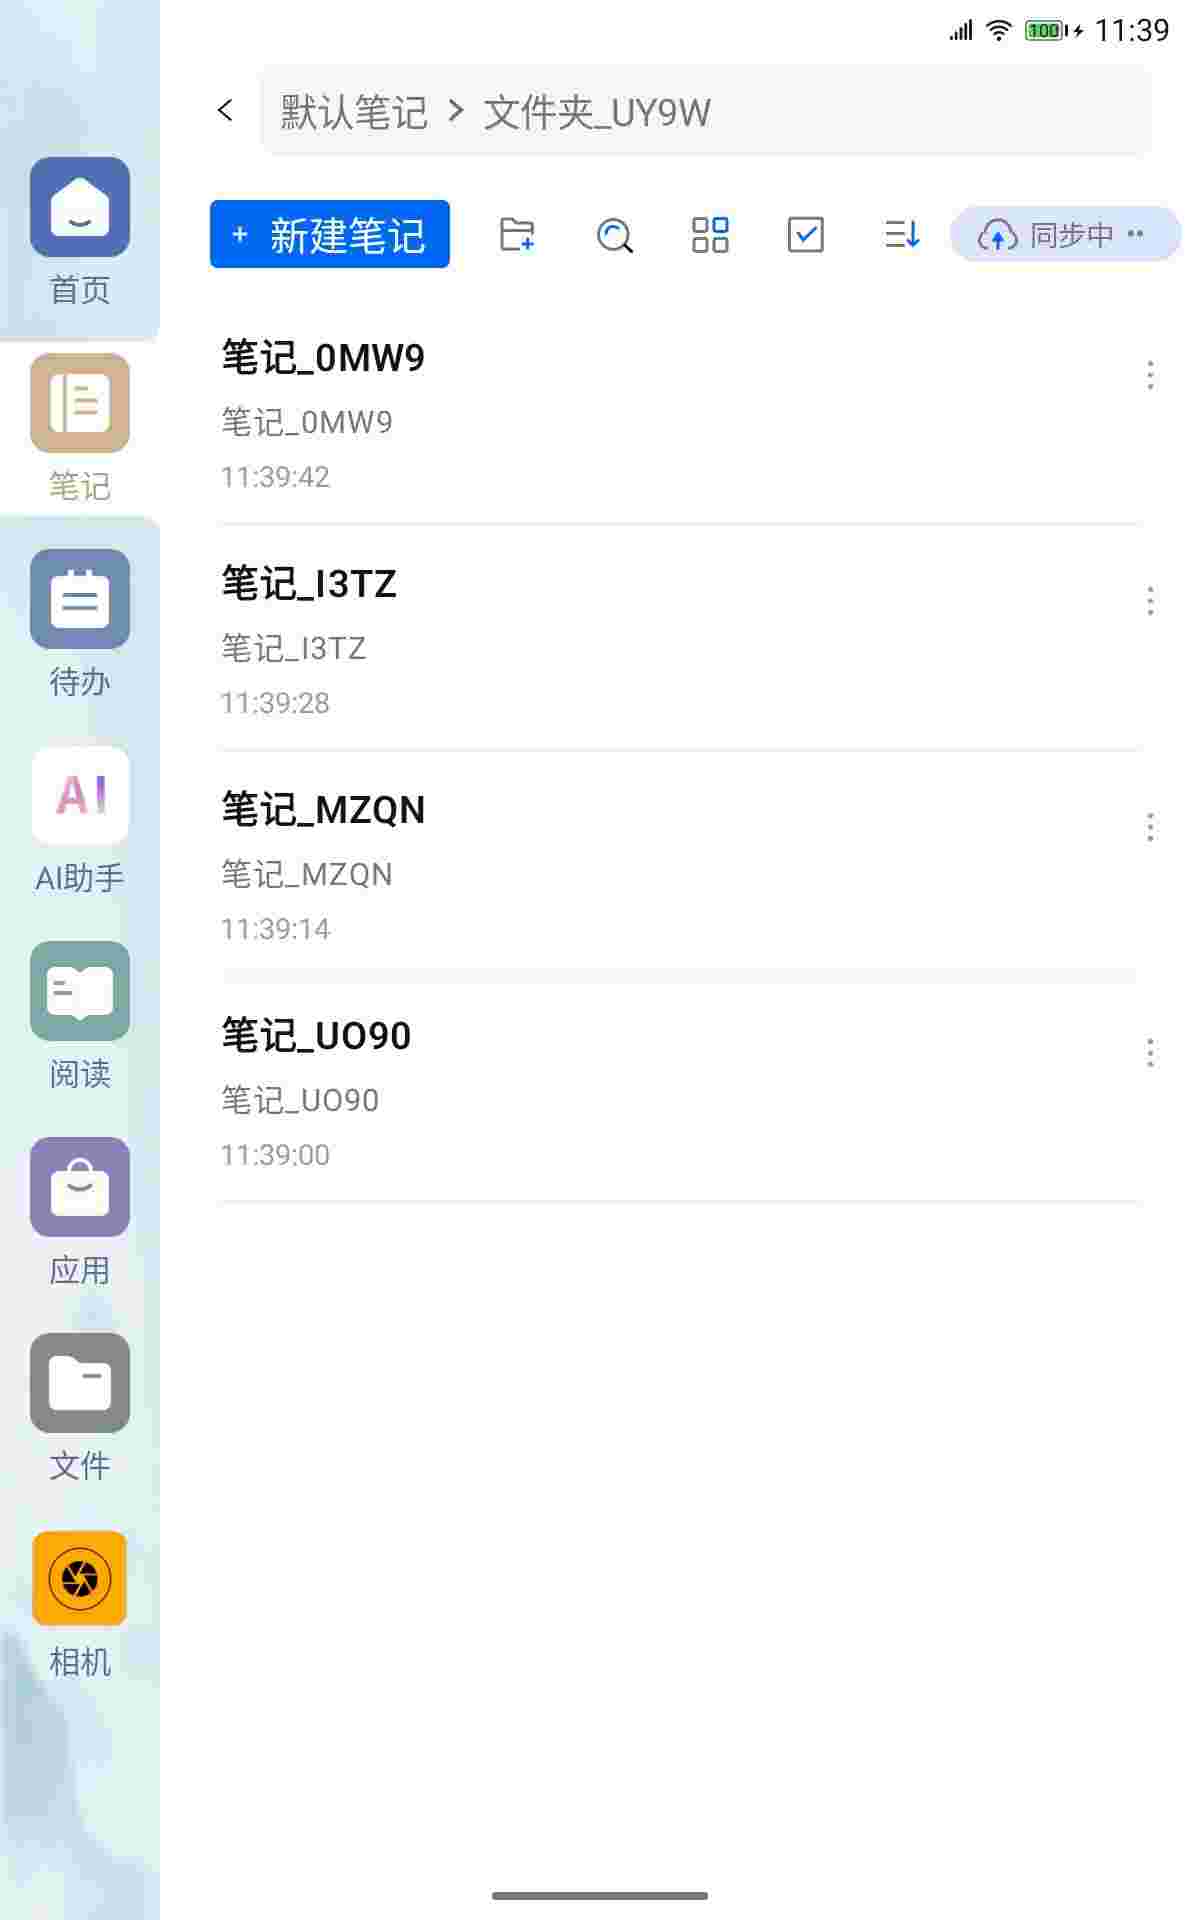 100 11:39
默认笔记 > 文件夹_UY9W
+ 新建笔记
同步中 ··
首页
笔记
待办
AI
AI助手
阅读
应用
文件
相机
笔记_0MW9
笔记_0MW9
11:39:42
笔记_I3TZ
笔记_I3TZ
11:39:28
笔记_MZQN
笔记_MZQN
11:39:14
笔记_UO90
笔记_UO90
11:39:00